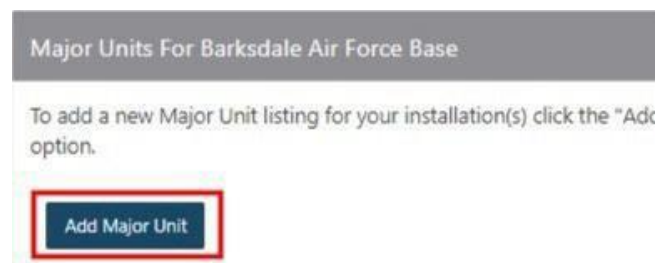 Major Units For Barksdale Air Force Base
To add a new Major Unit listing for your installation(s) click the "Add
option.
Add Major Unit